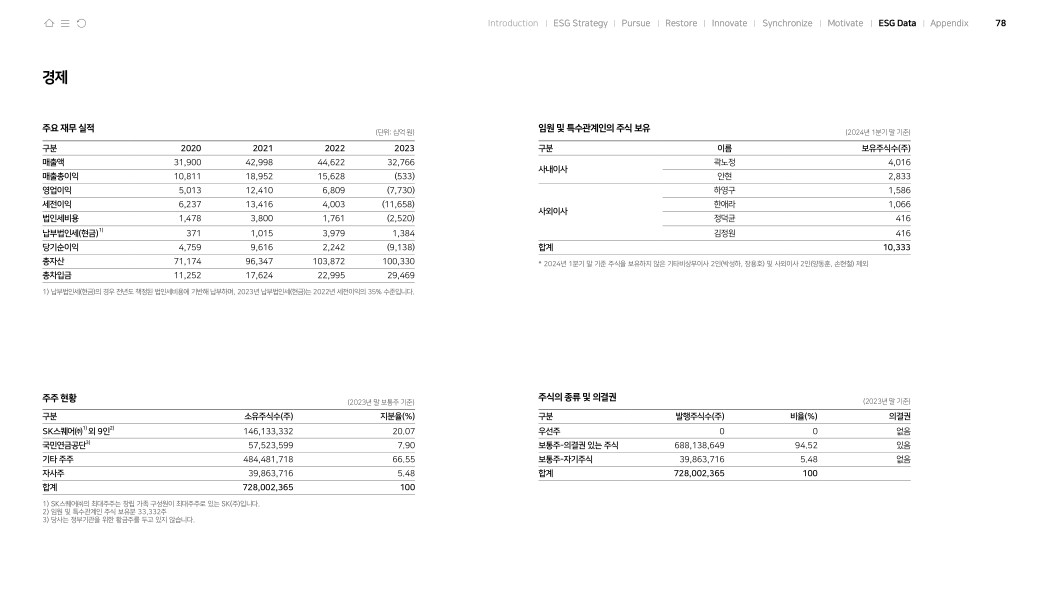 Introduction | ESG Strategy | Pursue | Restore | Innovate | Synchronize | Motivate | ESG Data | Appendix 78
경제
주요 재무 실적 (단위: 십억 원)
구분 2020 2021 2022 2023
매출액 31,900 42,998 44,622 32,766
매출총이익 10,811 18,952 15,628 (533)
영업이익 5,013 12,410 6,809 (7,730)
세전이익 6,237 13,416 4,003 (11,658)
법인세비용 1,478 3,800 1,761 (2,520)
납부법인세(현금)1) 371 1,015 3,979 1,384
당기순이익 4,759 9,616 2,242 (9,138)
총자산 71,174 96,347 103,872 100,330
총차입금 11,252 17,624 22,995 29,469
1) 납부법인세(현금)의 경우 전년도 책정된 법인세비용에 기반해 납부하며, 2023년 납부법인세(현금)는 2022년 세전이익의 35% 수준입니다.
임원 및 특수관계인의 주식 보유 (2024년 1분기 말 기준)
구분 이름 보유주식수(주)
사내이사 곽노정 4,016
안현 2,833
사외이사 하영구 1,586
한애라 1,066
정덕균 416
김정원 416
합계 10,333
* 2024년 1분기 말 기준 주식을 보유하지 않은 기타비상무이사 2인(박성하, 장용호) 및 사외이사 2인(양동훈, 손현철) 제외
주주 현황 (2023년 말 보통주 기준)
구분 소유주식수(주) 지분율(%)
SK스퀘어㈜1) 외 9인2) 146,133,332 20.07
국민연금공단3) 57,523,599 7.90
기타 주주 484,481,718 66.55
자사주 39,863,716 5.48
합계 728,002,365 100
1) SK스퀘어㈜의 최대주주는 창립 가족 구성원이 최대주주로 있는 SK(주)입니다.
2) 임원 및 특수관계인 주식 보유분 33,332주
3) 당사는 정부기관을 위한 황금주를 두고 있지 않습니다.
주식의 종류 및 의결권 (2023년 말 기준)
구분 발행주식수(주) 비율(%) 의결권
우선주 0 0 없음
보통주-의결권 있는 주식 688,138,649 94.52 있음
보통주-자기주식 39,863,716 5.48 없음
합계 728,002,365 100